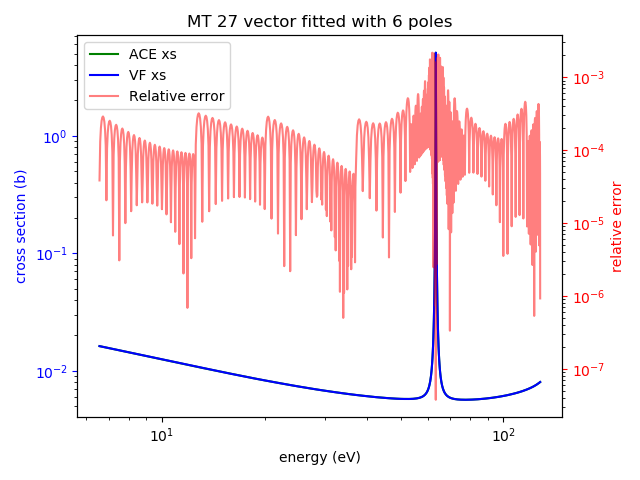 MT 27 vector fitted with 6 poles
ACE xs
VF xs
Relative error
cross section (b)
10⁰
10⁻¹
10⁻²
10⁻³
10⁻⁴
10⁻⁵
10⁻⁶
10⁻⁷
relative error
10¹
10²
energy (eV)